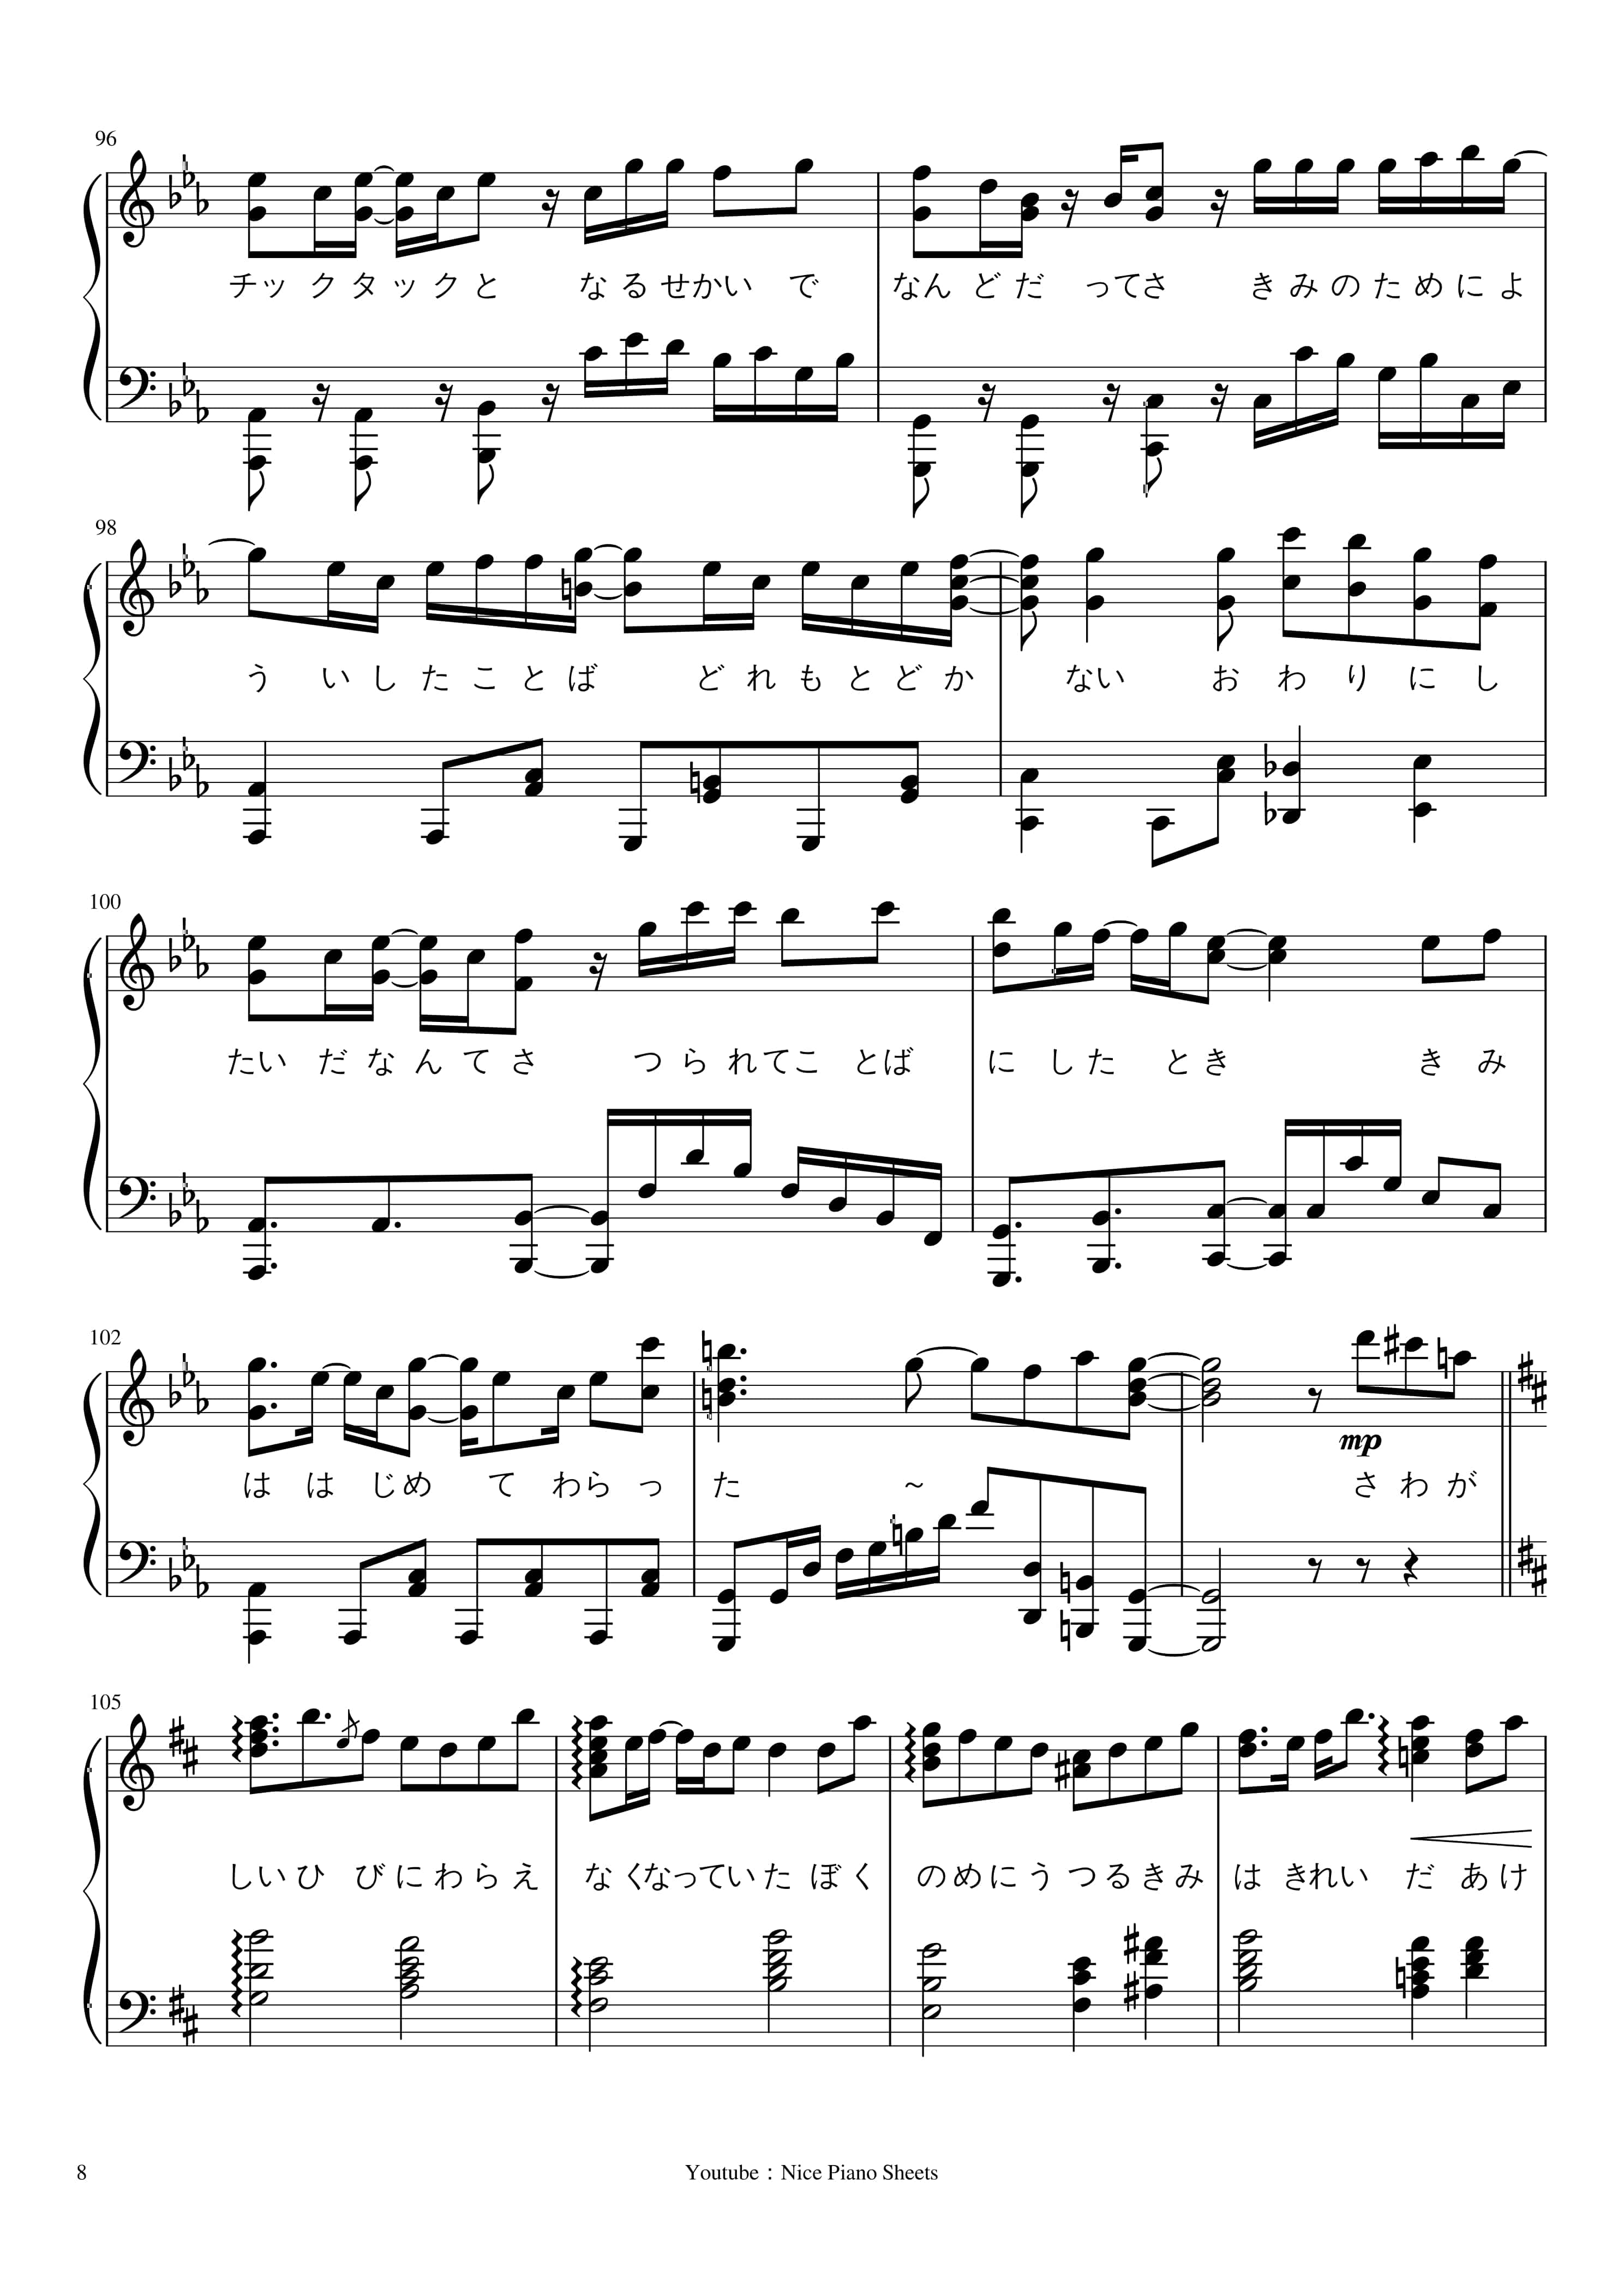 96
チック タック と なる せかい で なん ど だ ってさ きみのためによ
98
う いしたことば どれもとどか ない お わ り に し
100
たい だ な ん て さ つ ら れ てこ とば に した とき き み
102
は は じめ て わら っ た ~ さ わ が
mp
105
しい ひ び に わ ら え な くなってい た ぼ く の め に う つ る き み は きれい だ あ け
8
Youtube：Nice Piano Sheets